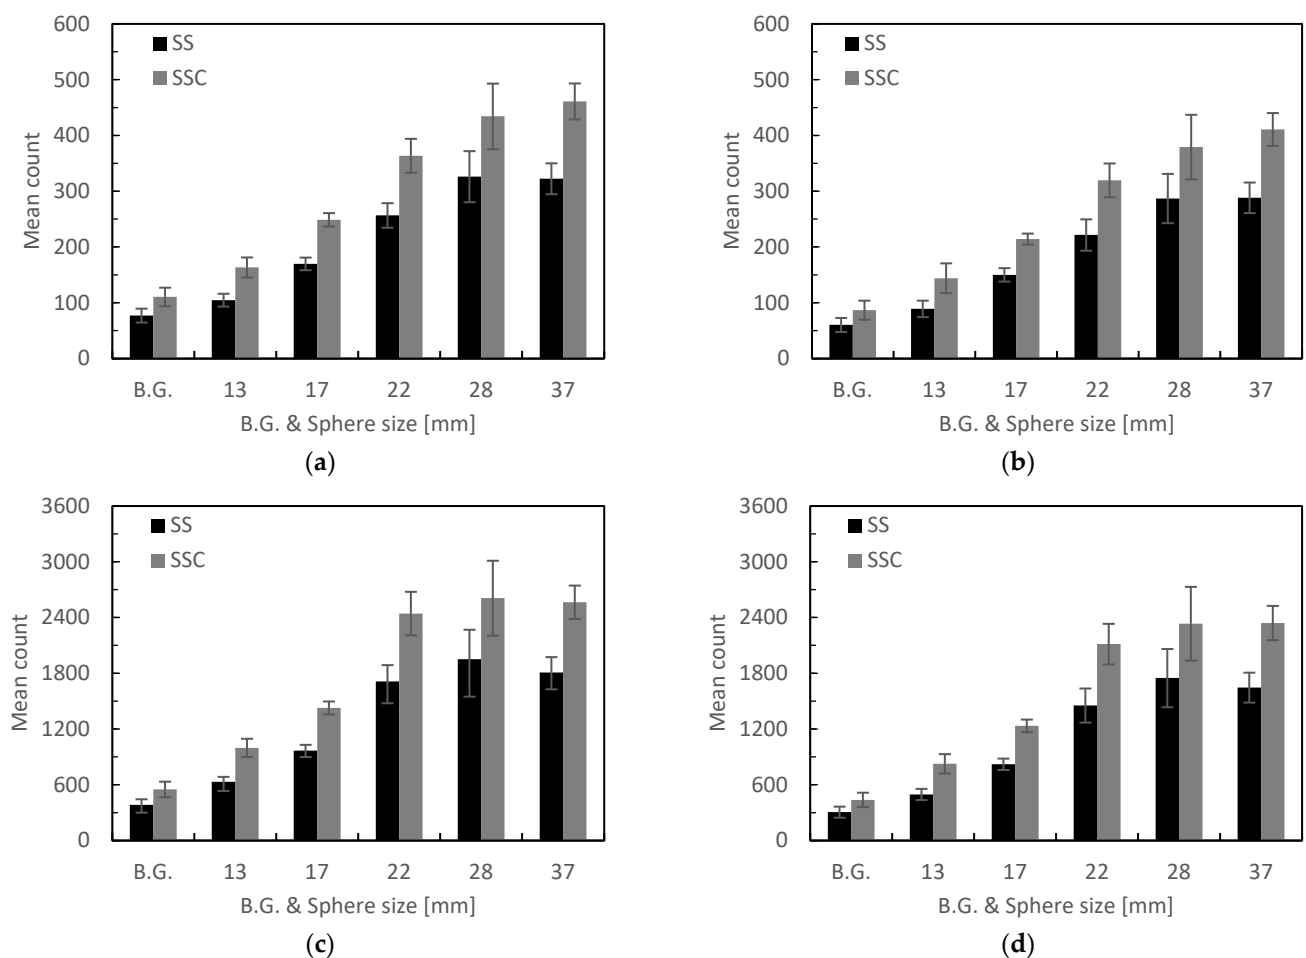 600
500
400
300
200
100
0
Mean count
SS
SSC
B.G. 13 17 22 28 37
B.G. & Sphere size [mm]
(a)
600
500
400
300
200
100
0
Mean count
SS
SSC
B.G. 13 17 22 28 37
B.G. & Sphere size [mm]
(b)
3600
3000
2400
1800
1200
600
0
Mean count
SS
SSC
B.G. 13 17 22 28 37
B.G. & Sphere size [mm]
(c)
3600
3000
2400
1800
1200
600
0
Mean count
SS
SSC
B.G. 13 17 22 28 37
B.G. & Sphere size [mm]
(d)